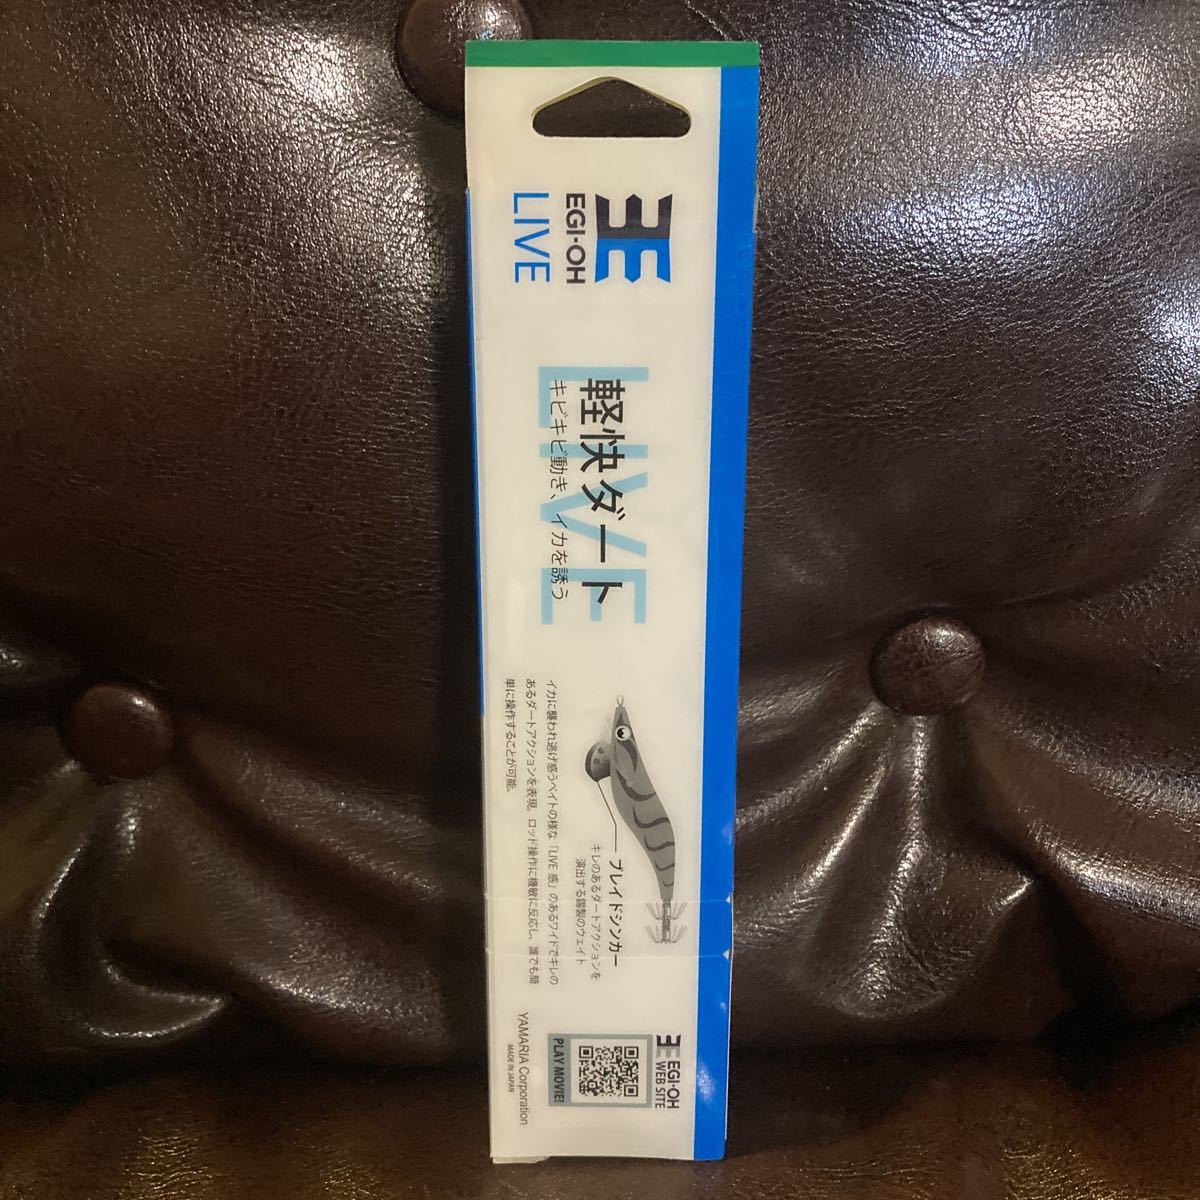 EGI-OH
LIVE
LIVE
軽快ダート
キビキビ動き、イカを誘う
ブレイドシンカー
キレのあるダートアクションを
演出する錫製のウェイト
イカに襲われ逃げ惑うベイトの様な「LIVE 感」のあるワイドでキレの
あるダートアクションを表現。ロッド操作に機敏に反応し、誰でも簡
単に操作することが可能。
EGI-OH
WEB SITE
PLAY MOVIE!
YAMARIA Corporation
MADE IN JAPAN